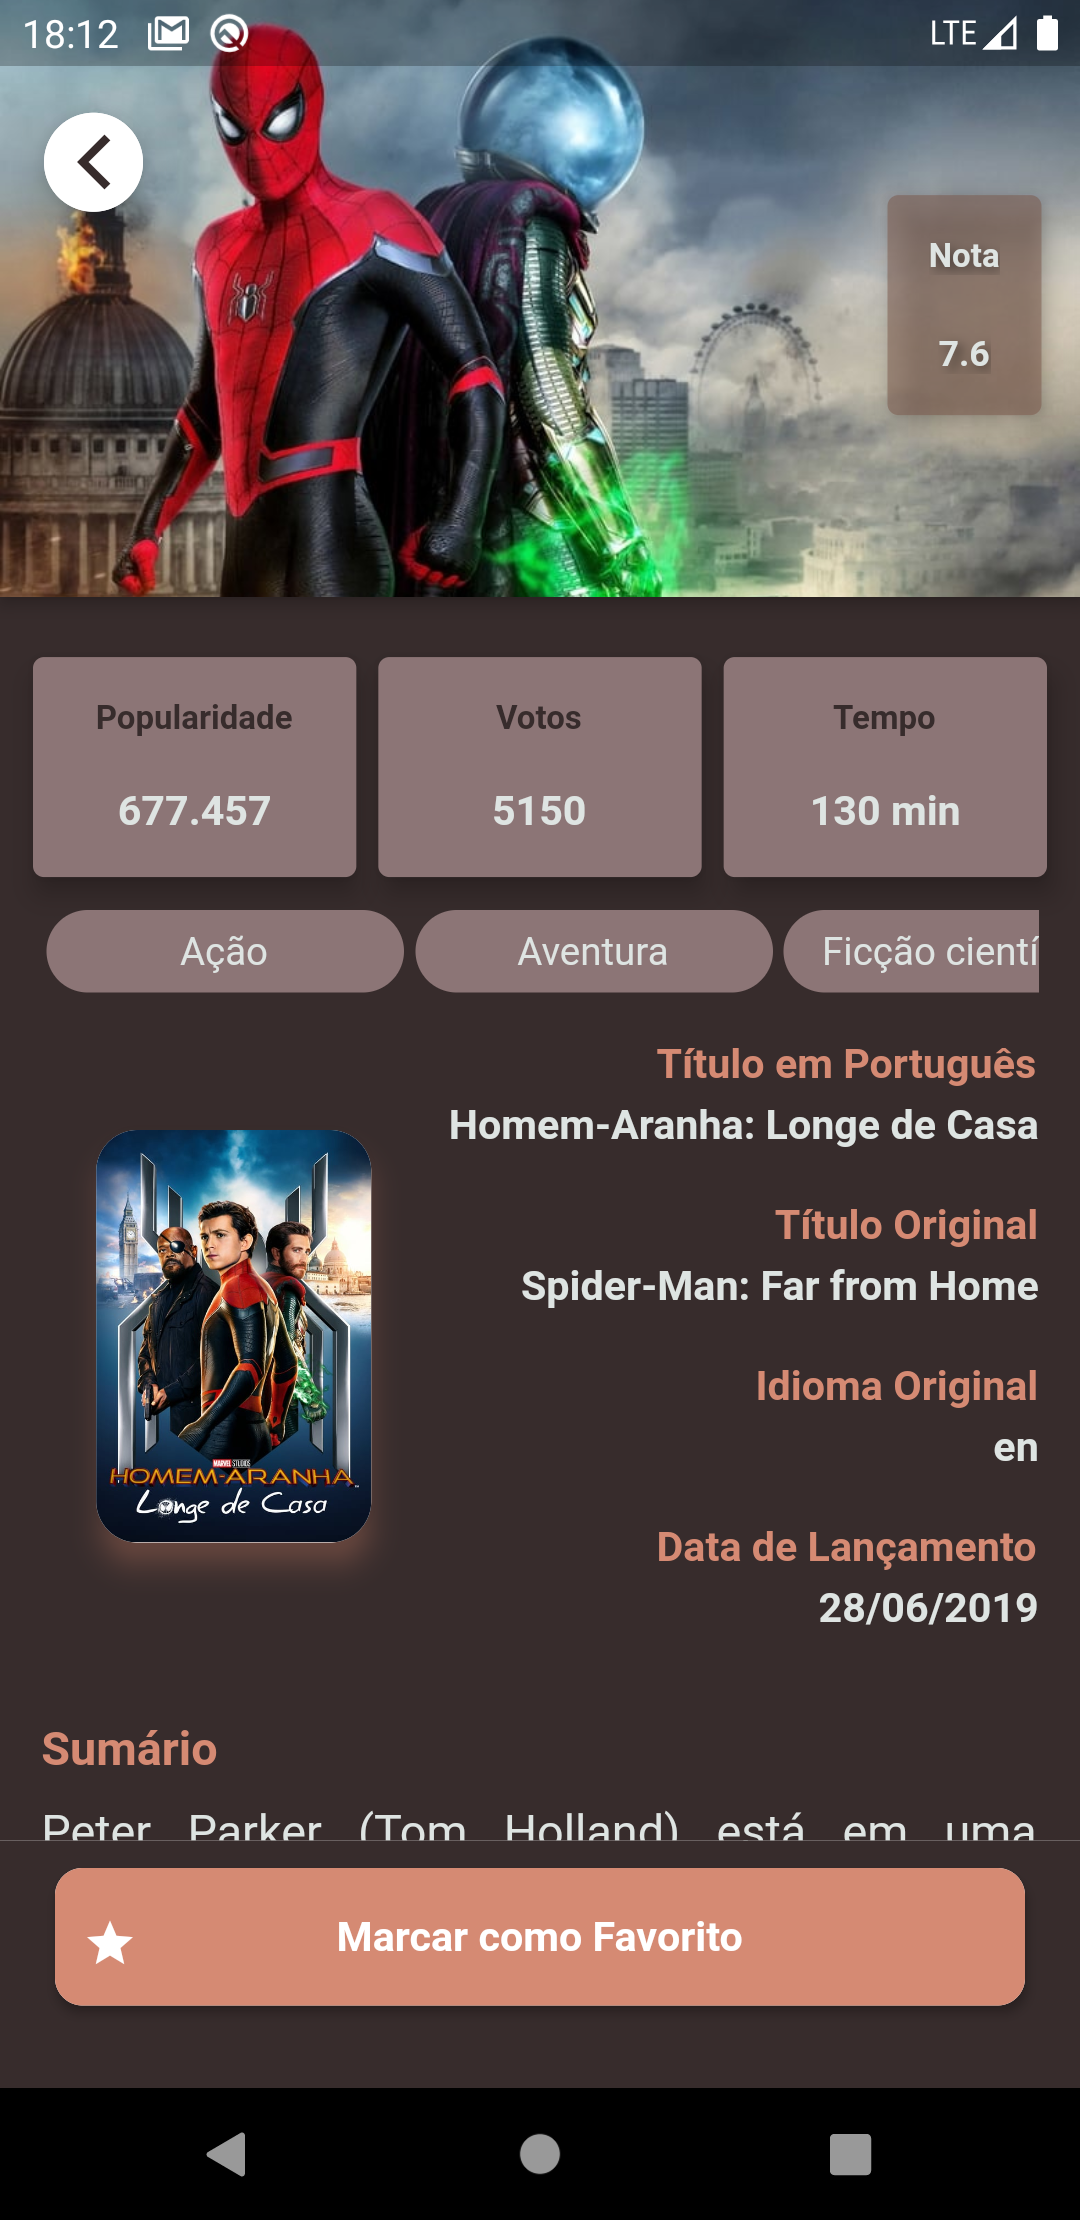 18:12
LTE
Nota
7.6
Popularidade
Votos
Tempo
677.457
5150
130 min
Ação
Aventura
Ficção cientí
Título em Português
Homem-Aranha: Longe de Casa
Título Original
Spider-Man: Far from Home
Idioma Original
en
Data de Lançamento
28/06/2019
MARVEL STUDIOS
HOMEM-ARANHA
Longe de Casa
Sumário
Peter Parker (Tom Holland) está em uma
Marcar como Favorito